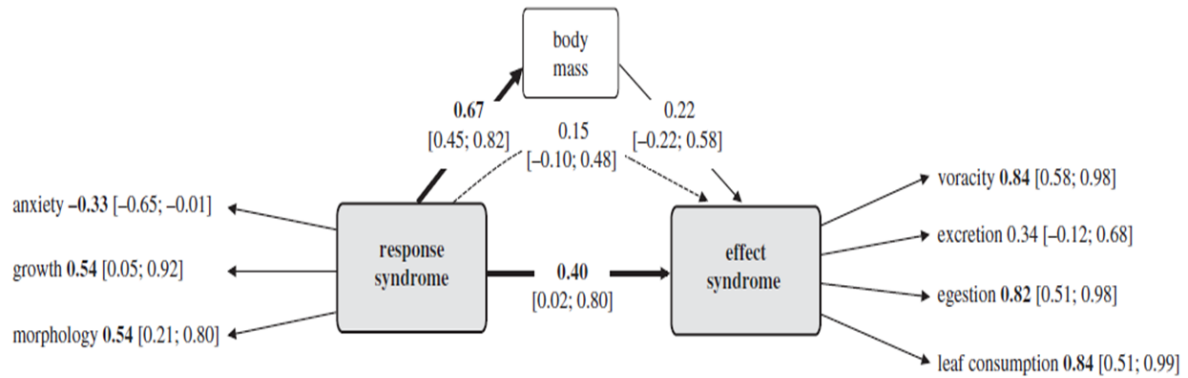 body
mass
0.67
[0.45; 0.82]
0.15
[–0.10; 0.48]
0.22
[–0.22; 0.58]
anxiety –0.33 [–0.65; –0.01]
growth 0.54 [0.05; 0.92]
morphology 0.54 [0.21; 0.80]
response
syndrome
0.40
[0.02; 0.80]
effect
syndrome
voracity 0.84 [0.58; 0.98]
excretion 0.34 [–0.12; 0.68]
egestion 0.82 [0.51; 0.98]
leaf consumption 0.84 [0.51; 0.99]